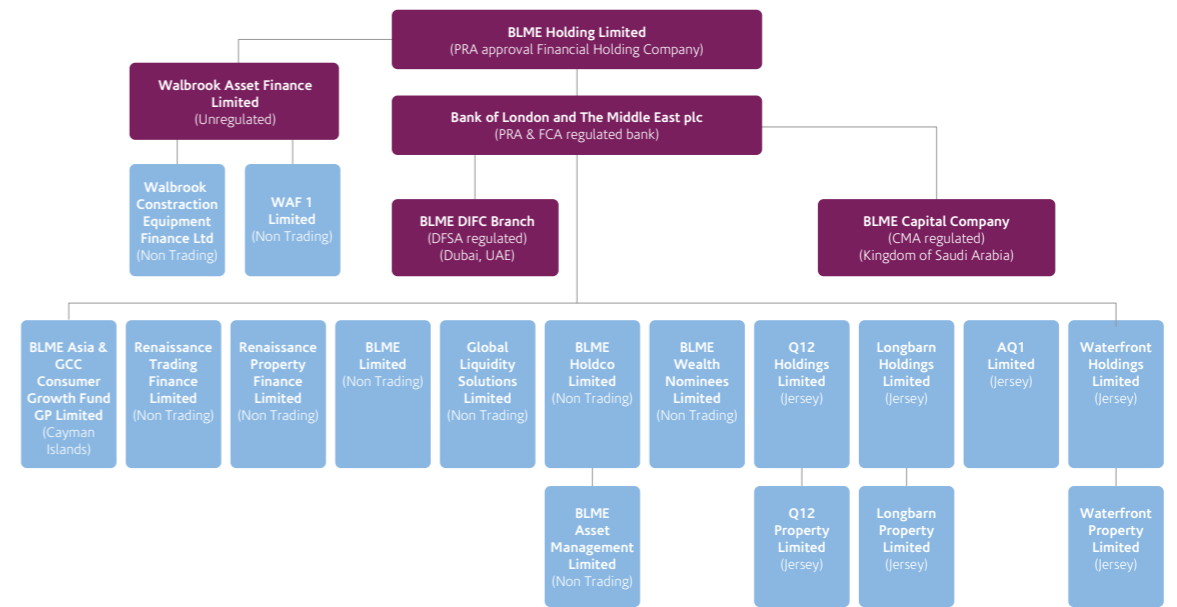 BLME Holding Limited
(PRA approval Financial Holding Company)
Walbrook Asset Finance
Limited
(Unregulated)
Bank of London and The Middle East plc
(PRA & FCA regulated bank)
Walbrook
Constraction
Equipment
Finance Ltd
(Non Trading)
WAF 1
Limited
(Non Trading)
BLME DIFC Branch
(DFSA regulated)
(Dubai, UAE)
BLME Capital Company
(CMA regulated)
(Kingdom of Saudi Arabia)
BLME Asia &
GCC
Consumer
Growth Fund
GP Limited
(Cayman
Islands)
Renaissance
Trading
Finance
Limited
(Non Trading)
Renaissance
Property
Finance
Limited
(Non Trading)
BLME
Limited
(Non Trading)
Global
Liquidity
Solutions
Limited
(Non Trading)
BLME
Holdco
Limited
(Non Trading)
BLME
Wealth
Nominees
Limited
(Non Trading)
Q12
Holdings
Limited
(Jersey)
Longbarn
Holdings
Limited
(Jersey)
AQ1
Limited
(Jersey)
Waterfront
Holdings
Limited
(Jersey)
BLME
Asset
Management
Limited
(Non Trading)
Q12
Property
Limited
(Jersey)
Longbarn
Property
Limited
(Jersey)
Waterfront
Property
Limited
(Jersey)